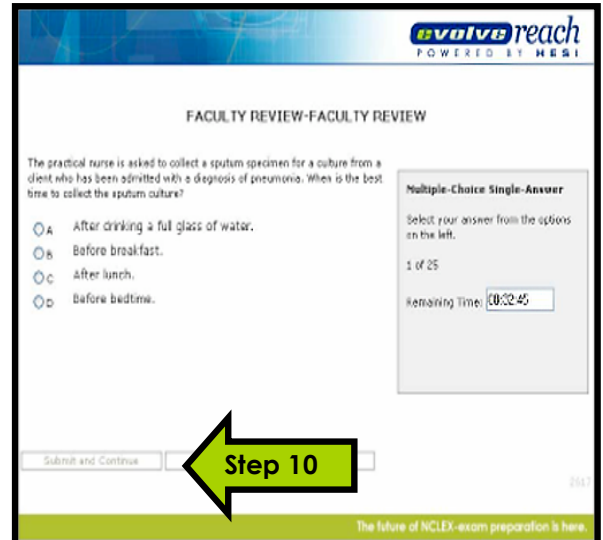 evolve reach
POWERED BY HESI
FACULTY REVIEW-FACULTY REVIEW
The practical nurse is asked to collect a sputum specimen for a culture from a
client who has been admitted with a diagnosis of pneumonia. When is the best
time to collect the sputum culture?
A After drinking a full glass of water.
B Before breakfast.
C After lunch.
D Before bedtime.
Multiple-Choice Single-Answer
Select your answer from the options
on the left.
1 of 25
Remaining Time: 00:32:45
Submit and Continue
Step 10
2017
The future of NCLEX-exam preparation is here.